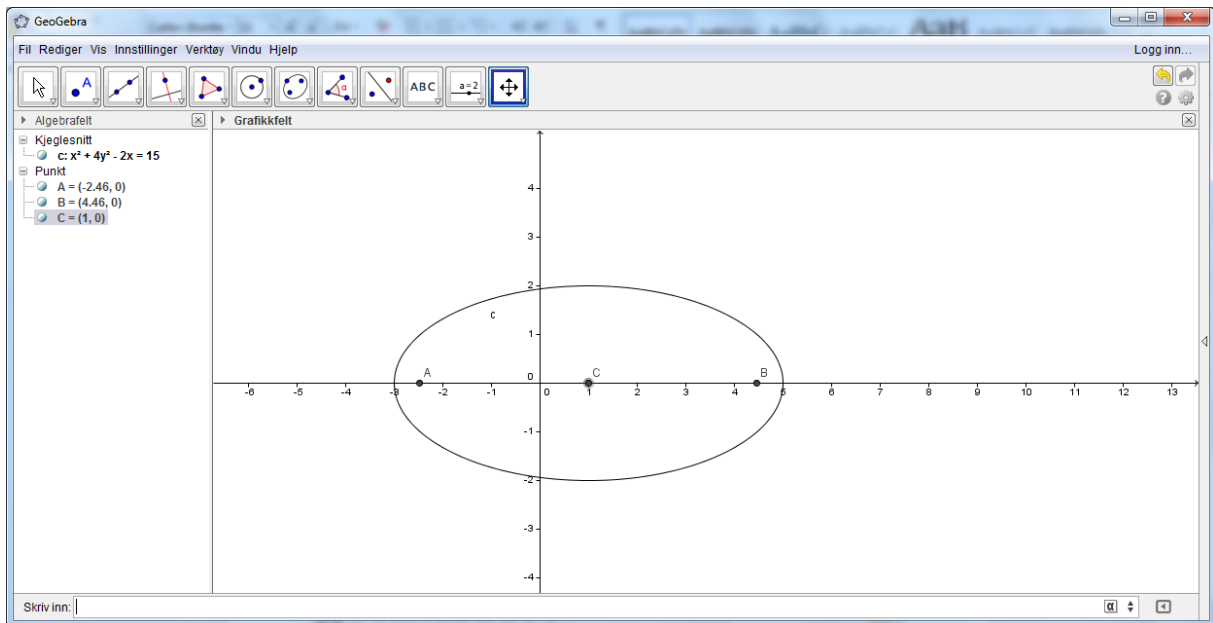 GeoGebra
Fil Rediger Vis Innstillinger Verktøy Vindu Hjelp
Logg inn...
A
α
ABC
a=2
Algebrafelt
Grafikkfelt
Kjeglesnitt
c: x² + 4y² - 2x = 15
Punkt
A = (-2.46, 0)
B = (4.46, 0)
C = (1, 0)
4
3
2
c
1
0
A
C
B
-6 -5 -4 -3 -2 -1 0 1 2 3 4 5 6 7 8 9 10 11 12 13
-1
-2
-3
-4
Skriv inn:
α